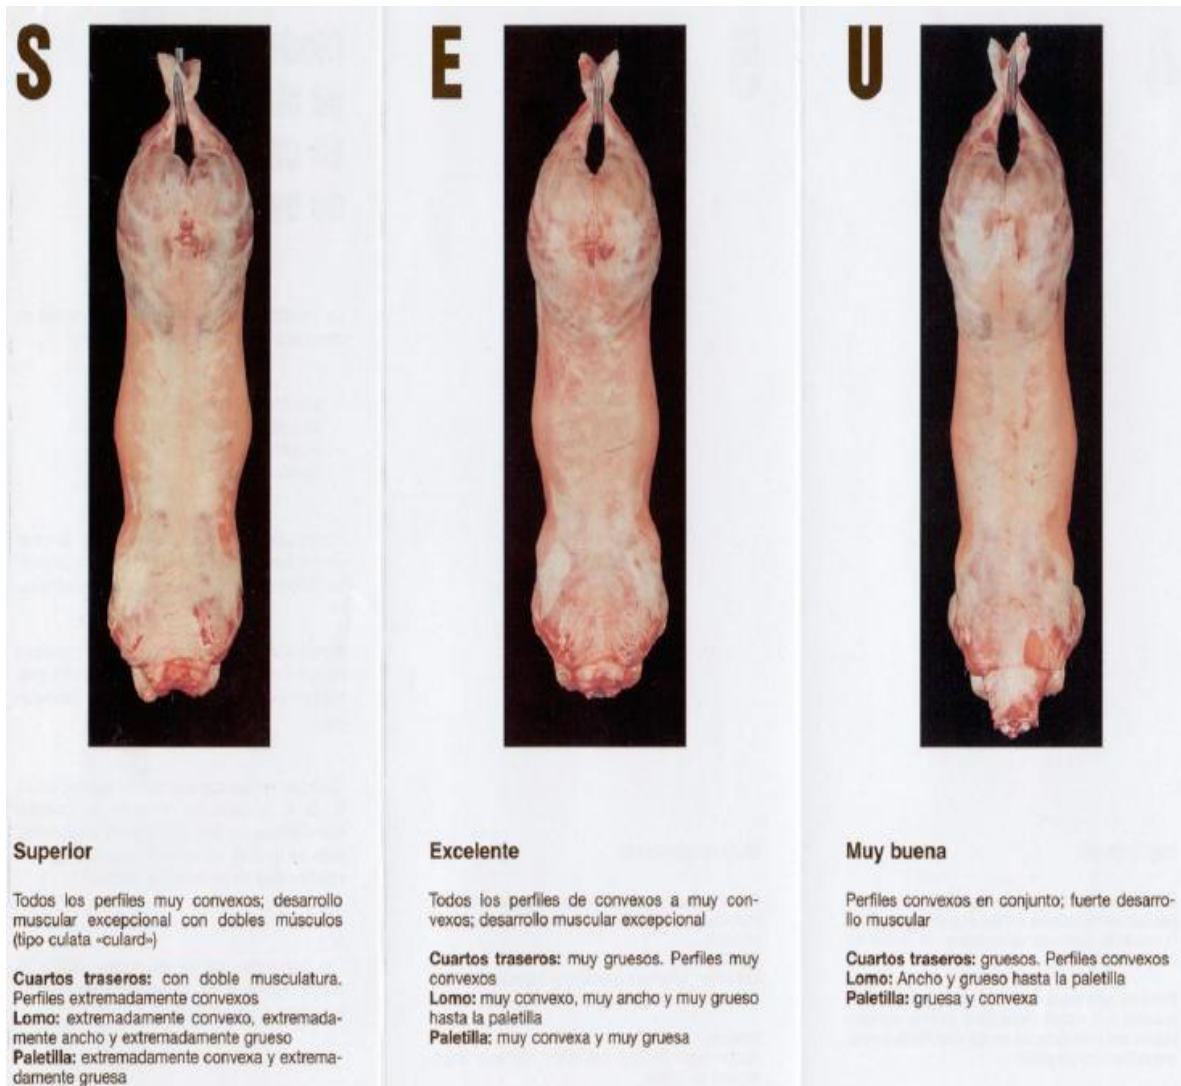 S
Superior
Todos los perfiles muy convexos; desarrollo
muscular excepcional con dobles músculos
(tipo culata «culard»)
Cuartos traseros: con doble musculatura.
Perfiles extremadamente convexos
Lomo: extremadamente convexo, extremada-
mente ancho y extremadamente grueso
Paletilla: extremadamente convexa y extrema-
damente gruesa
E
Excelente
Todos los perfiles de convexos a muy con-
vexos; desarrollo muscular excepcional
Cuartos traseros: muy gruesos. Perfiles muy
convexos
Lomo: muy convexo, muy ancho y muy grueso
hasta la paletilla
Paletilla: muy convexa y muy gruesa
U
Muy buena
Perfiles convexos en conjunto; fuerte desarro-
llo muscular
Cuartos traseros: gruesos. Perfiles convexos
Lomo: Ancho y grueso hasta la paletilla
Paletilla: gruesa y convexa